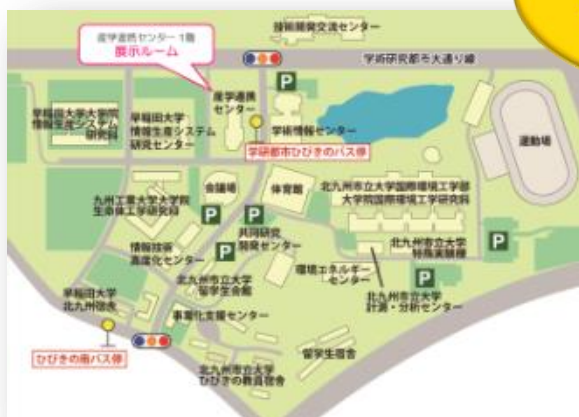 技術開発交流センター
産学連携センター 1階
展示ルーム
学術研究都市大通り線
P
産学連携
センター
早稲田大学大学院
情報生産システム
研究科
早稲田大学
情報生産システム
研究センター
学術情報センター
運動場
学研都市ひびきのバス停
会議場
体育館
北九州市立大学国際環境工学部
大学院国際環境工学研究科
九州工業大学大学院
生命体工学研究科
P
P
共同研究
開発センター
北九州市立大学
特殊実験棟
P
情報技術
高度化センター
P
環境エネルギー
センター
P
北九州市立大学
留学生会館
北九州市立大学
計測・分析センター
早稲田大学
北九州宿舎
事業化支援センター
ひびきの南バス停
留学生宿舎
北九州市立大学
ひびきの教員宿舎